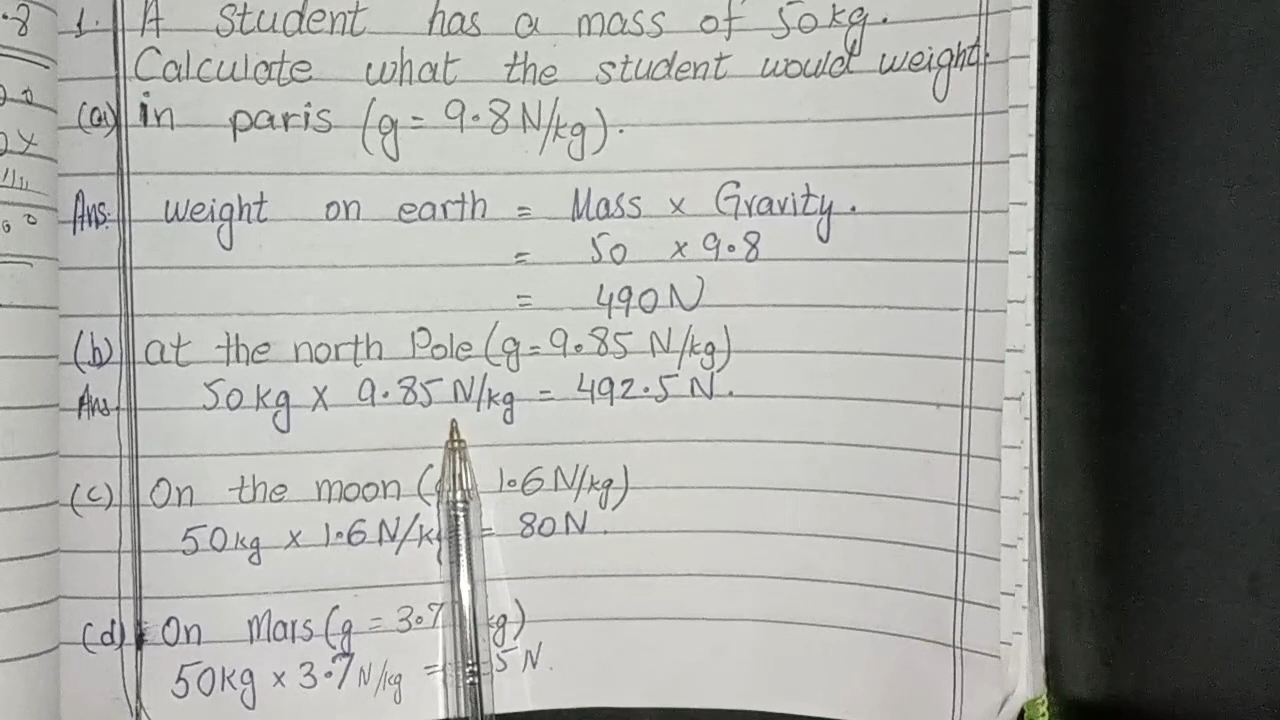 1. A student has a mass of 50kg.
Calculate what the student would weight.
(a) in paris (g = 9.8 N/kg).
Ans. weight on earth = Mass x Gravity.
= 50 x 9.8
= 490N
(b) at the north Pole (g = 9.85 N/kg)
Ans. 50kg x 9.85 N/kg = 492.5 N.
(c) On the moon ( 1.6 N/kg)
50kg x 1.6 N/k = 80N.
(d) On Mars (g = 3.7 kg)
50kg x 3.7 N/kg = 5 N.